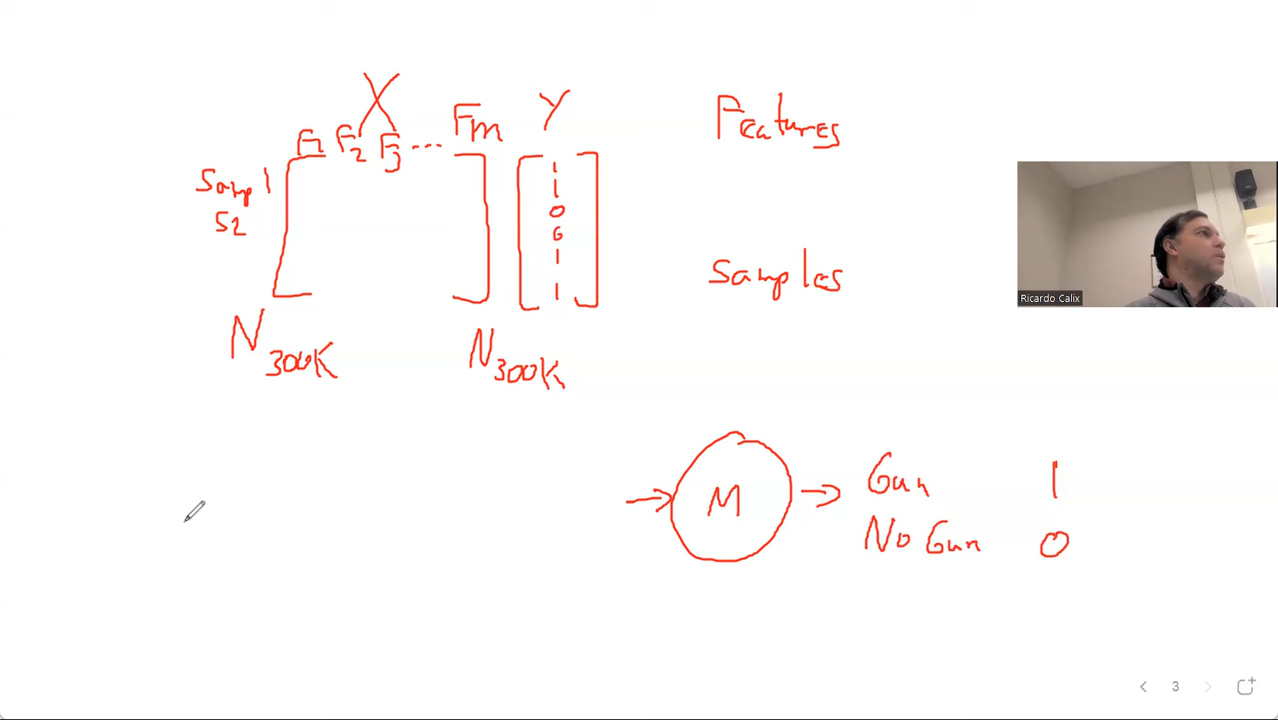 X
Y
F1 F2 F3 ... Fm
Samp 1
S2
1
1
0
0
1
1
N 300K
N 300K
Features
Samples
M
Gun 1
No Gun 0
Ricardo Calix
3